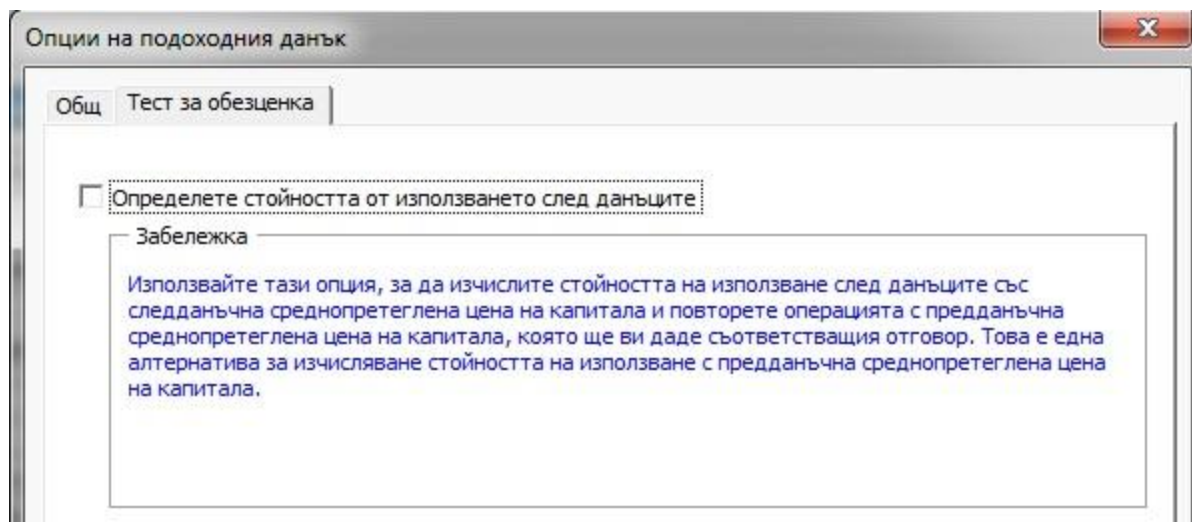 Опции на подоходния данък
Общ
Тест за обезценка
Определете стойността от използването след данъците
Забележка
Използвайте тази опция, за да изчислите стойността на използване след данъците със
следданъчна среднопретеглена цена на капитала и повторете операцията с предданъчна
среднопретеглена цена на капитала, която ще ви даде съответстващия отговор. Това е една
алтернатива за изчисляване стойността на използване с предданъчна среднопретеглена цена
на капитала.